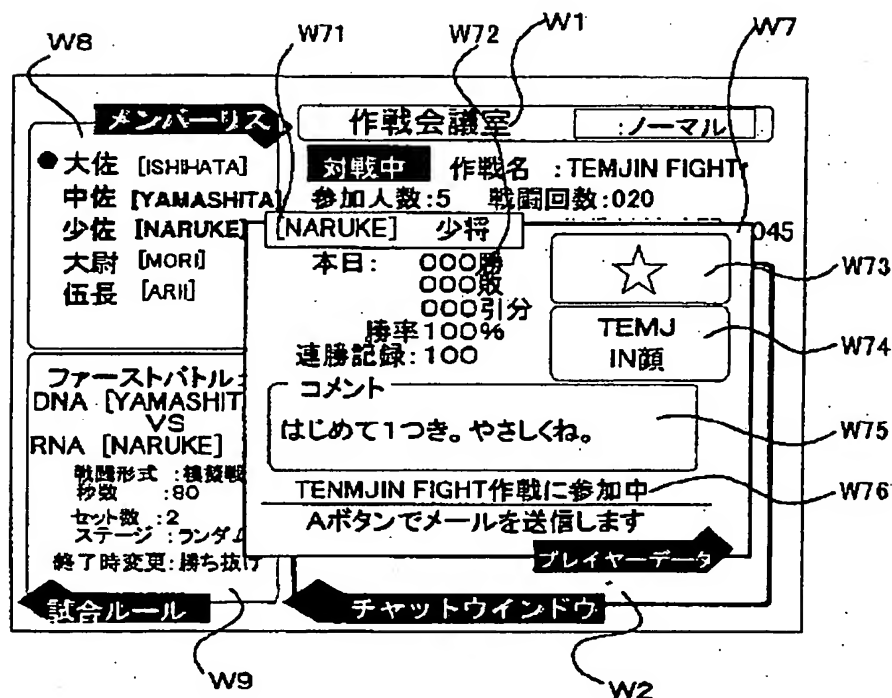 W8
W71
W72
W1
W7
メンバーリス
作戦会議室
:ノーマル
●大佐 [ISHIHATA]
中佐 [YAMASHITA]
少佐 [NARUKE]
大尉 [MORI]
伍長 [ARII]
対戦中 作戦名 :TEMJIN FIGHT
参加人数:5 戦闘回数:020
045
[NARUKE] 少将
本日: 000勝
000敗
000引分
勝率100%
連勝記録:100
☆
TEMJ
IN顔
W73
W74
コメント
はじめて1つき。やさしくね。
W75
TENMJIN FIGHT作戦に参加中
W76
Aボタンでメールを送信します
プレイヤーデータ
ファーストバトル
DNA [YAMASHIT
VS
RNA [NARUKE]
戦闘形式 :模擬戦
秒数 :80
セット数 :2
ステージ :ランダム
終了時変更:勝ち抜け
試合ルール
チャットウインドウ
W9
W2